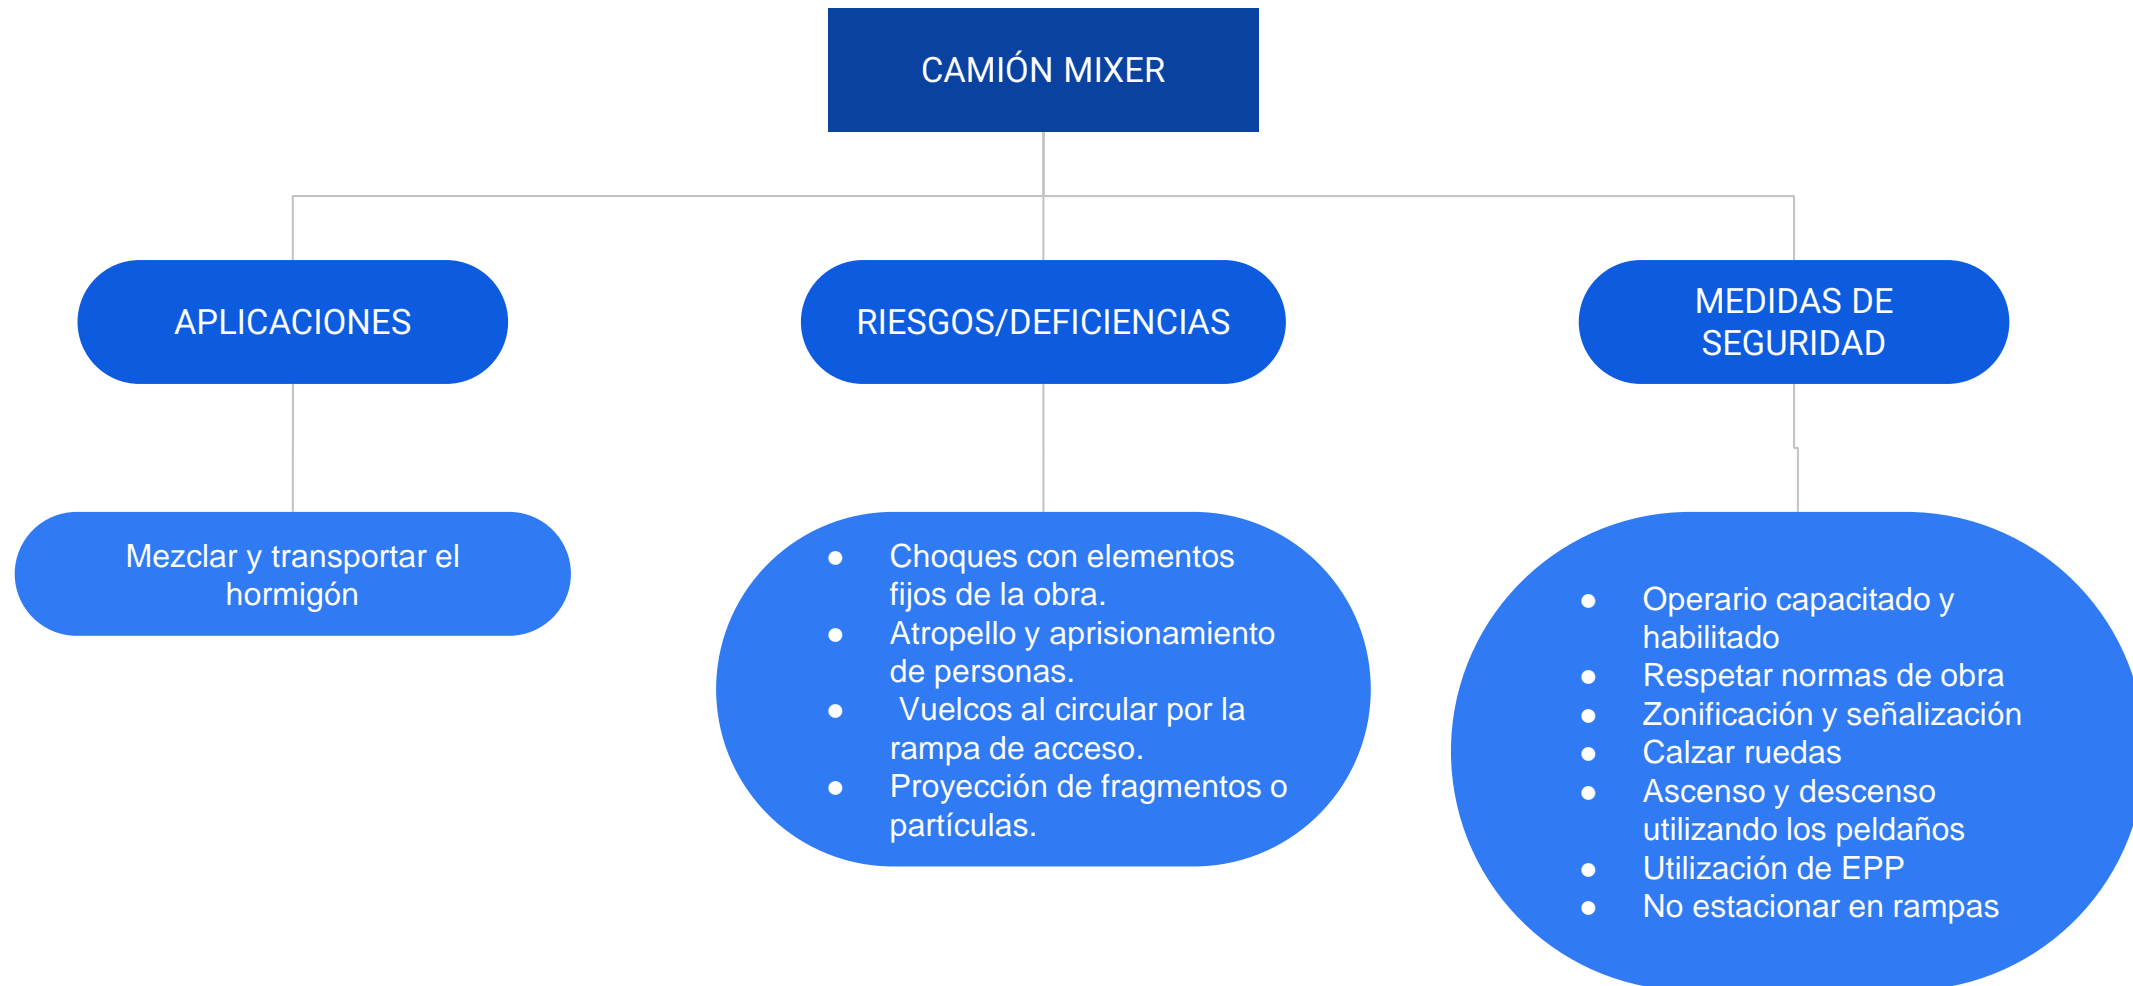 CAMIÓN MIXER
APLICACIONES
RIESGOS/DEFICIENCIAS
MEDIDAS DE
SEGURIDAD
Mezclar y transportar el
hormigón
● Choques con elementos
fijos de la obra.
● Atropello y aprisionamiento
de personas.
● Vuelcos al circular por la
rampa de acceso.
● Proyección de fragmentos o
partículas.
● Operario capacitado y
habilitado
● Respetar normas de obra
● Zonificación y señalización
● Calzar ruedas
● Ascenso y descenso
utilizando los peldaños
● Utilización de EPP
● No estacionar en rampas